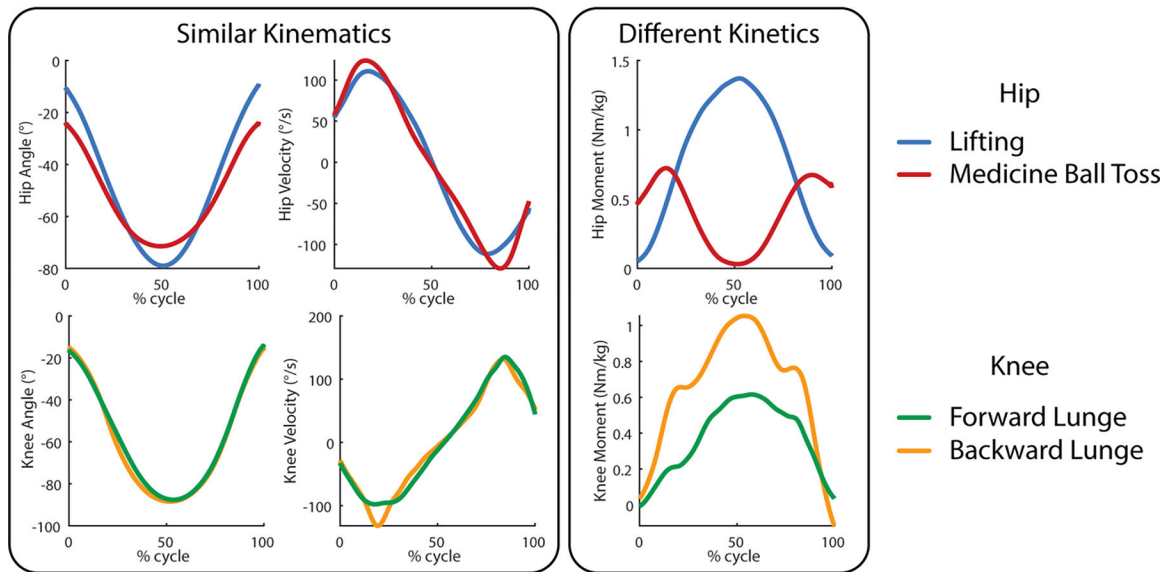 Similar Kinematics
Different Kinetics
0
-20
-40
-60
-80
Hip Angle (°)
0 50 100
% cycle
100
50
0
-50
-100
Hip Velocity (°/s)
0 50 100
% cycle
1.5
1
0.5
0
Hip Moment (Nm/kg)
0 50 100
% cycle
Hip
Lifting
Medicine Ball Toss
0
-20
-40
-60
-80
-100
Knee Angle (°)
0 50 100
% cycle
200
100
0
-100
Knee Velocity (°/s)
0 50 100
% cycle
1
0.8
0.6
0.4
0.2
0
Knee Moment (Nm/kg)
0 50 100
% cycle
Knee
Forward Lunge
Backward Lunge